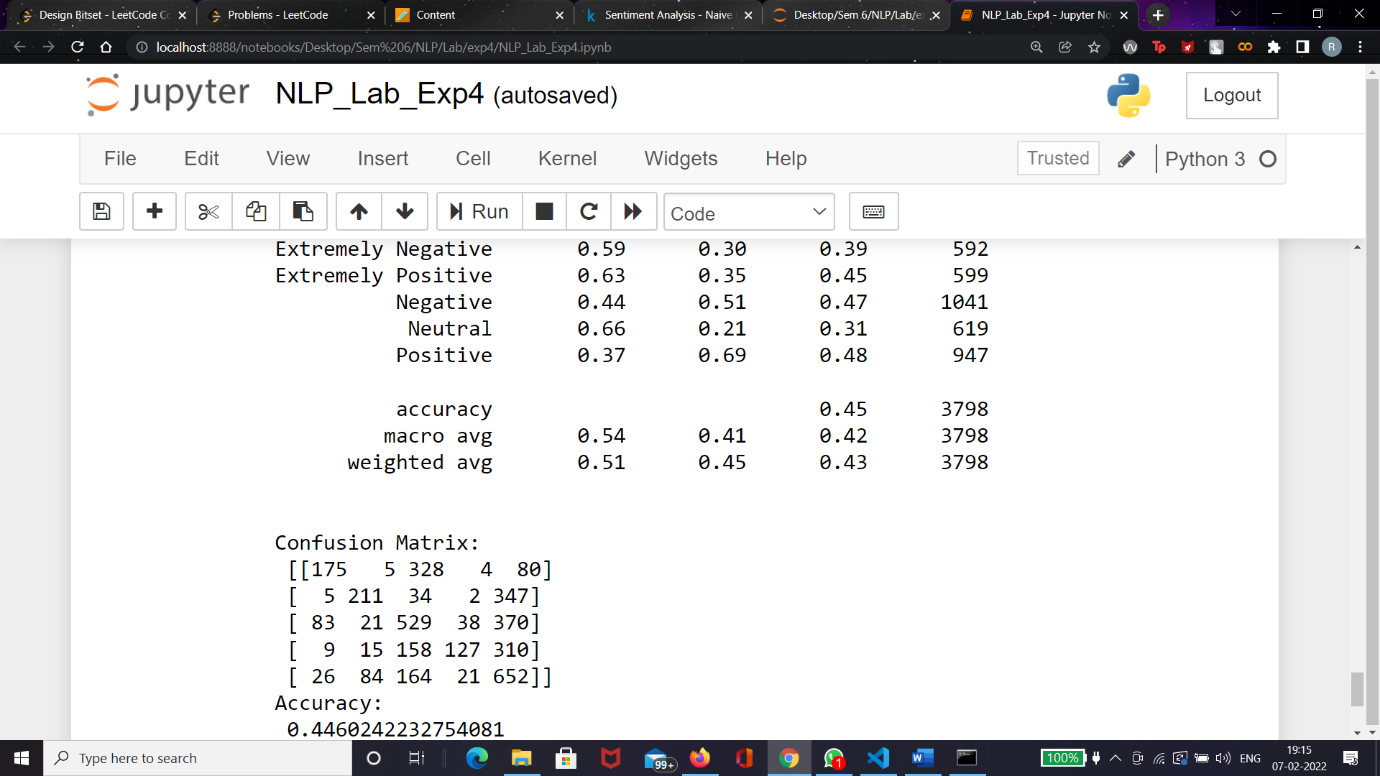 Design Bitset - LeetCode Co
Problems - LeetCode
Content
Sentiment Analysis - Naive
Desktop/Sem 6/NLP/Lab/e
NLP_Lab_Exp4 - Jupyter No
localhost:8888/notebooks/Desktop/Sem%206/NLP/Lab/exp4/NLP_Lab_Exp4.ipynb
Tp
R
jupyter NLP_Lab_Exp4 (autosaved)
Logout
File Edit View Insert Cell Kernel Widgets Help
Trusted
Python 3
Run
Code
Extremely Negative 0.59 0.30 0.39 592
Extremely Positive 0.63 0.35 0.45 599
Negative 0.44 0.51 0.47 1041
Neutral 0.66 0.21 0.31 619
Positive 0.37 0.69 0.48 947
accuracy 0.45 3798
macro avg 0.54 0.41 0.42 3798
weighted avg 0.51 0.45 0.43 3798
Confusion Matrix:
[[175 5 328 4 80]
[ 5 211 34 2 347]
[ 83 21 529 38 370]
[ 9 15 158 127 310]
[ 26 84 164 21 652]]
Accuracy:
0.4460242232754081
Type here to search
99+
1
100%
ENG
19:15
07-02-2022